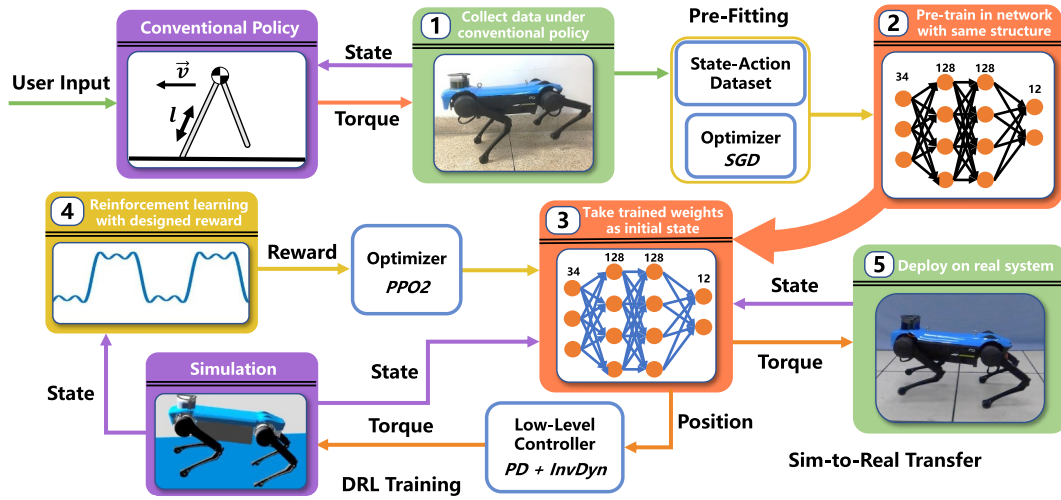 Conventional Policy
User Input
v
l
State
Torque
1
Collect data under
conventional policy
Pre-Fitting
State-Action
Dataset
Optimizer
SGD
2
Pre-train in network
with same structure
34
128
128
12
4
Reinforcement learning
with designed reward
Reward
Optimizer
PPO2
3
Take trained weights
as initial state
34
128
128
12
5
Deploy on real system
State
Torque
State
Simulation
State
Torque
Low-Level
Controller
PD + InvDyn
Position
DRL Training
Sim-to-Real Transfer